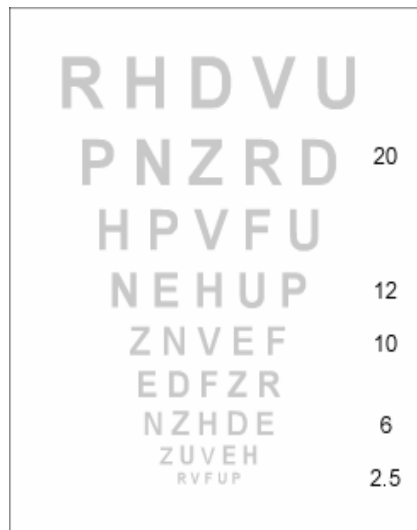 R H D V U
P N Z R D 20
H P V F U
N E H U P 12
Z N V E F 10
E D F Z R
N Z H D E 6
Z U V E H
R V F U P 2.5